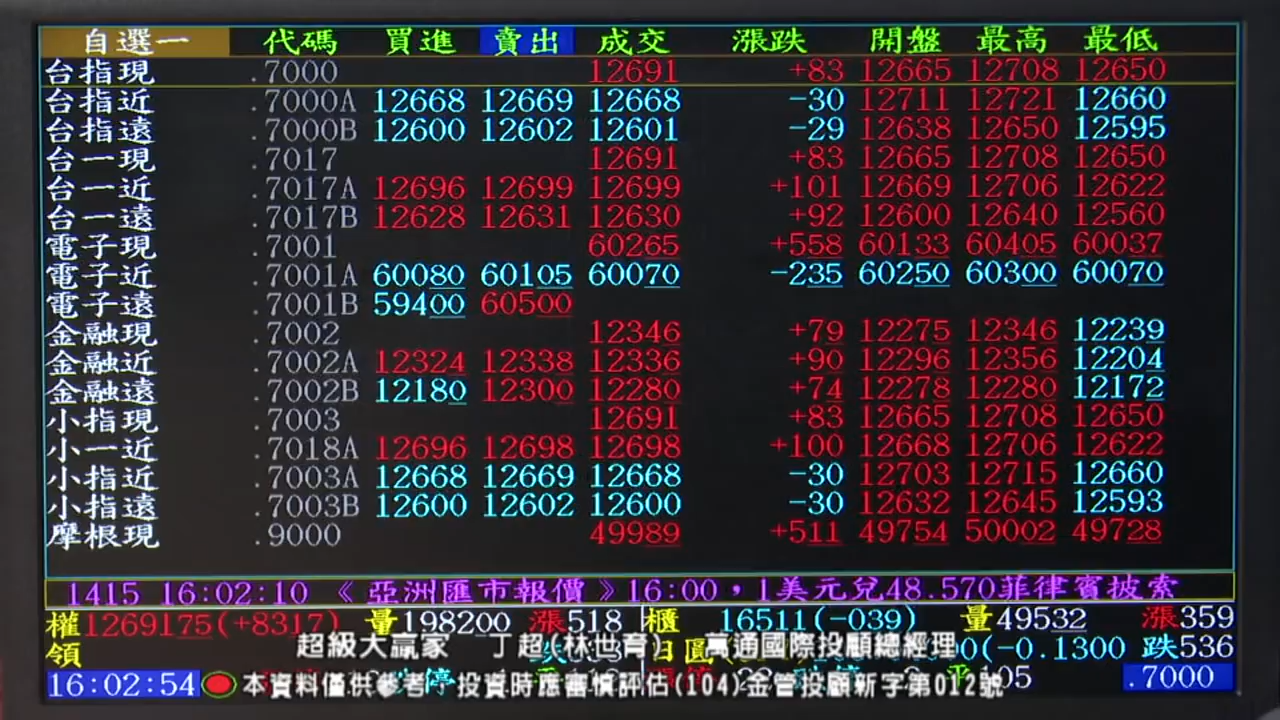 自選一 代碼 買進 賣出 成交 漲跌 開盤 最高 最低
台指現 .7000 12691 +83 12665 12708 12650
台指近 .7000A 12668 12669 12668 -30 12711 12721 12660
台指遠 .7000B 12600 12602 12601 -29 12638 12650 12595
台一現 .7017 12691 +83 12665 12708 12650
台一近 .7017A 12696 12699 12699 +101 12669 12706 12622
台一遠 .7017B 12628 12631 12630 +92 12600 12640 12560
電子現 .7001 60265 +558 60133 60405 60037
電子近 .7001A 60080 60105 60070 -235 60250 60300 60070
電子遠 .7001B 59400 60500
金融現 .7002 12346 +79 12275 12346 12239
金融近 .7002A 12324 12338 12336 +90 12296 12356 12204
金融遠 .7002B 12180 12300 12280 +74 12278 12280 12172
小指現 .7003 12691 +83 12665 12708 12650
小一近 .7018A 12696 12698 12698 +100 12668 12706 12622
小指近 .7003A 12668 12669 12668 -30 12703 12715 12660
小指遠 .7003B 12600 12602 12600 -30 12632 12645 12593
摩根現 .9000 49989 +511 49754 50002 49728
1415 16:02:10 《 亞洲匯市報價 》16:00，1美元兌48.570菲律賓披索
權1269175(+8317) 量198200 漲518 櫃 16511(-039) 量49532 漲359
領 (-0.1300 跌536
超級大贏家 丁超(林世育) 萬通國際投顧總經理
16:02:54 105 .7000
本資料僅供參考，投資時應審慎評估(104)金管投顧新字第012號